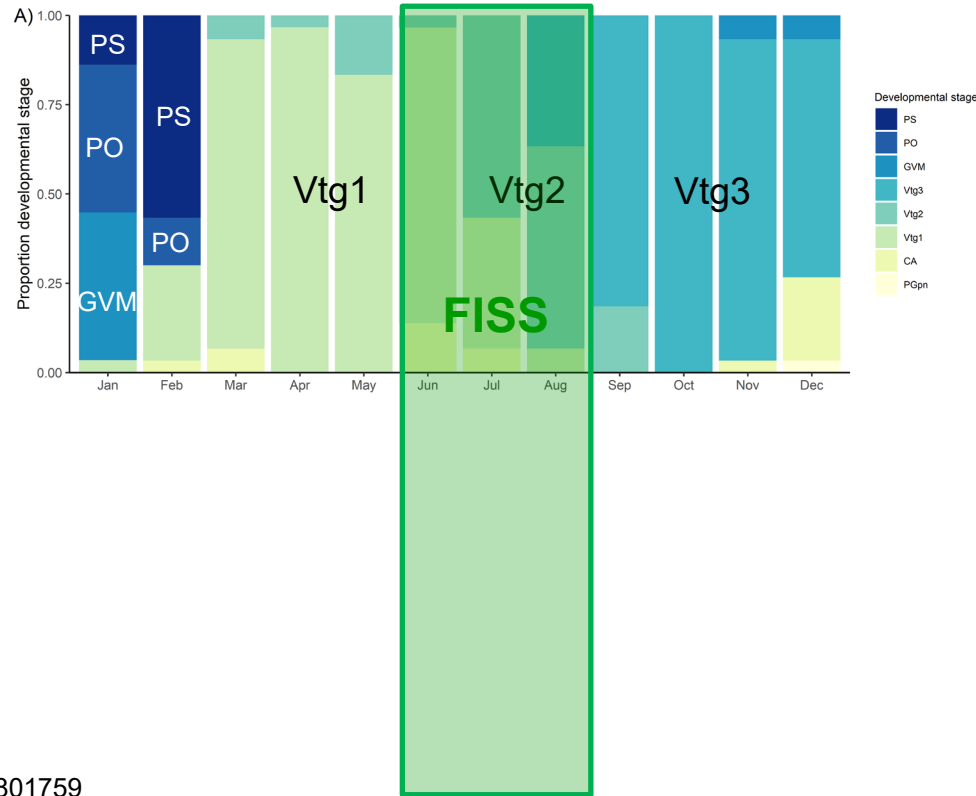 A)
Proportion developmental stage
1.00
0.75
0.50
0.25
0.00
PS
PO
GVM
PS
PO
Vtg1
Vtg2
Vtg3
FISS
Jan Feb Mar Apr May Jun Jul Aug Sep Oct Nov Dec
Developmental stage
PS
PO
GVM
Vtg3
Vtg2
Vtg1
CA
PGpn
301759